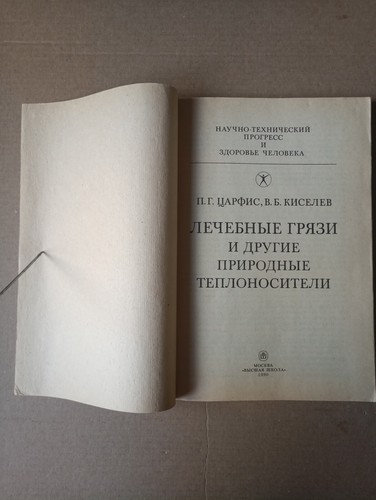 НАУЧНО-ТЕХНИЧЕСКИЙ
ПРОГРЕСС
И
ЗДОРОВЬЕ ЧЕЛОВЕКА
П. Г. ЦАРФИС, В. Б. КИСЕЛЕВ
ЛЕЧЕБНЫЕ ГРЯЗИ
И ДРУГИЕ
ПРИРОДНЫЕ
ТЕПЛОНОСИТЕЛИ
МОСКВА
«ВЫСШАЯ ШКОЛА»